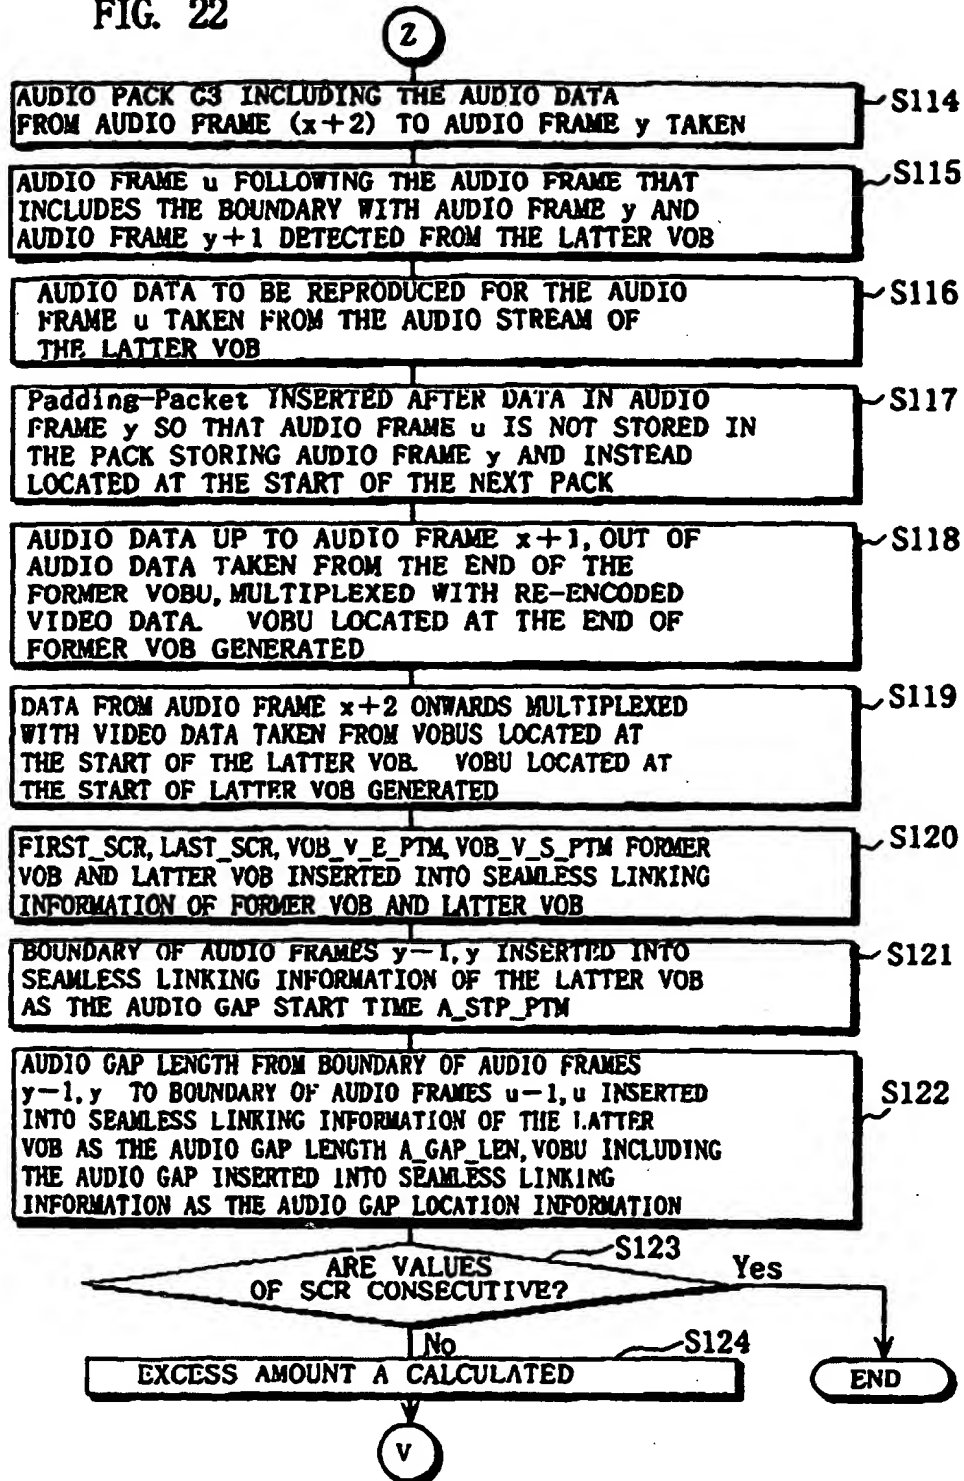 FIG. 22
Z
AUDIO PACK G3 INCLUDING THE AUDIO DATA
FROM AUDIO FRAME (x+2) TO AUDIO FRAME y TAKEN
S114
AUDIO FRAME u FOLLOWING THE AUDIO FRAME THAT
INCLUDES THE BOUNDARY WITH AUDIO FRAME y AND
AUDIO FRAME y+1 DETECTED FROM THE LATTER VOB
S115
AUDIO DATA TO BE REPRODUCED FOR THE AUDIO
FRAME u TAKEN FROM THE AUDIO STREAM OF
THE LATTER VOB
S116
Padding-Packet INSERTED AFTER DATA IN AUDIO
FRAME y SO THAT AUDIO FRAME u IS NOT STORED IN
THE PACK STORING AUDIO FRAME y AND INSTEAD
LOCATED AT THE START OF THE NEXT PACK
S117
AUDIO DATA UP TO AUDIO FRAME x+1, OUT OF
AUDIO DATA TAKEN FROM THE END OF THE
FORMER VOBU, MULTIPLEXED WITH RE-ENCODED
VIDEO DATA. VOBU LOCATED AT THE END OF
FORMER VOB GENERATED
S118
DATA FROM AUDIO FRAME x+2 ONWARDS MULTIPLEXED
WITH VIDEO DATA TAKEN FROM VOBUS LOCATED AT
THE START OF THE LATTER VOB. VOBU LOCATED AT
THE START OF LATTER VOB GENERATED
S119
FIRST_SCR, LAST_SCR, VOB_V_E_PTM, VOB_V_S_PTM FORMER
VOB AND LATTER VOB INSERTED INTO SEAMLESS LINKING
INFORMATION OF FORMER VOB AND LATTER VOB
S120
BOUNDARY OF AUDIO FRAMES y-1, y INSERTED INTO
SEAMLESS LINKING INFORMATION OF THE LATTER VOB
AS THE AUDIO GAP START TIME A_STP_PTM
S121
AUDIO GAP LENGTH FROM BOUNDARY OF AUDIO FRAMES
y-1, y TO BOUNDARY OF AUDIO FRAMES u-1, u INSERTED
INTO SEAMLESS LINKING INFORMATION OF THE LATTER
VOB AS THE AUDIO GAP LENGTH A_GAP_LEN, VOBU INCLUDING
THE AUDIO GAP INSERTED INTO SEAMLESS LINKING
INFORMATION AS THE AUDIO GAP LOCATION INFORMATION
S122
S123
ARE VALUES
OF SCR CONSECUTIVE?
Yes
No
S124
EXCESS AMOUNT A CALCULATED
END
V